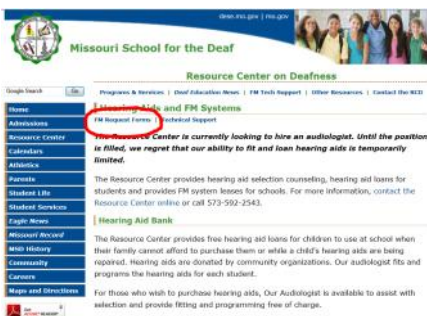 dese.mo.gov | mo.gov
Missouri School for the Deaf
Resource Center on Deafness
Google Search Go
Programs & Services | Deaf Education News | FM Tech Support | Other Resources | Contact the RCD
Home
Admissions
Resource Center
Calendars
Athletics
Parents
Student Life
Student Services
Eagle News
Missouri Record
MSD History
Community
Careers
Maps and Directions
Hearing Aids and FM Systems
FM Request Forms | Technical Support
The Resource Center is currently looking to hire an audiologist. Until the position
is filled, we regret that our ability to fit and loan hearing aids is temporarily
limited.
The Resource Center provides hearing aid selection counseling, hearing aid loans for
students and provides FM system leases for schools. For more information, contact the
Resource Center online or call 573-592-2543.
Hearing Aid Bank
The Resource Center provides free hearing aid loans for children to use at school when
their family cannot afford to purchase them or while a child's hearing aids are being
repaired. Hearing aids are donated by community organizations. Our audiologist fits and
programs the hearing aids for each student.
For those who wish to purchase hearing aids, Our Audiologist is available to assist with
selection and provide fitting and programming free of charge.